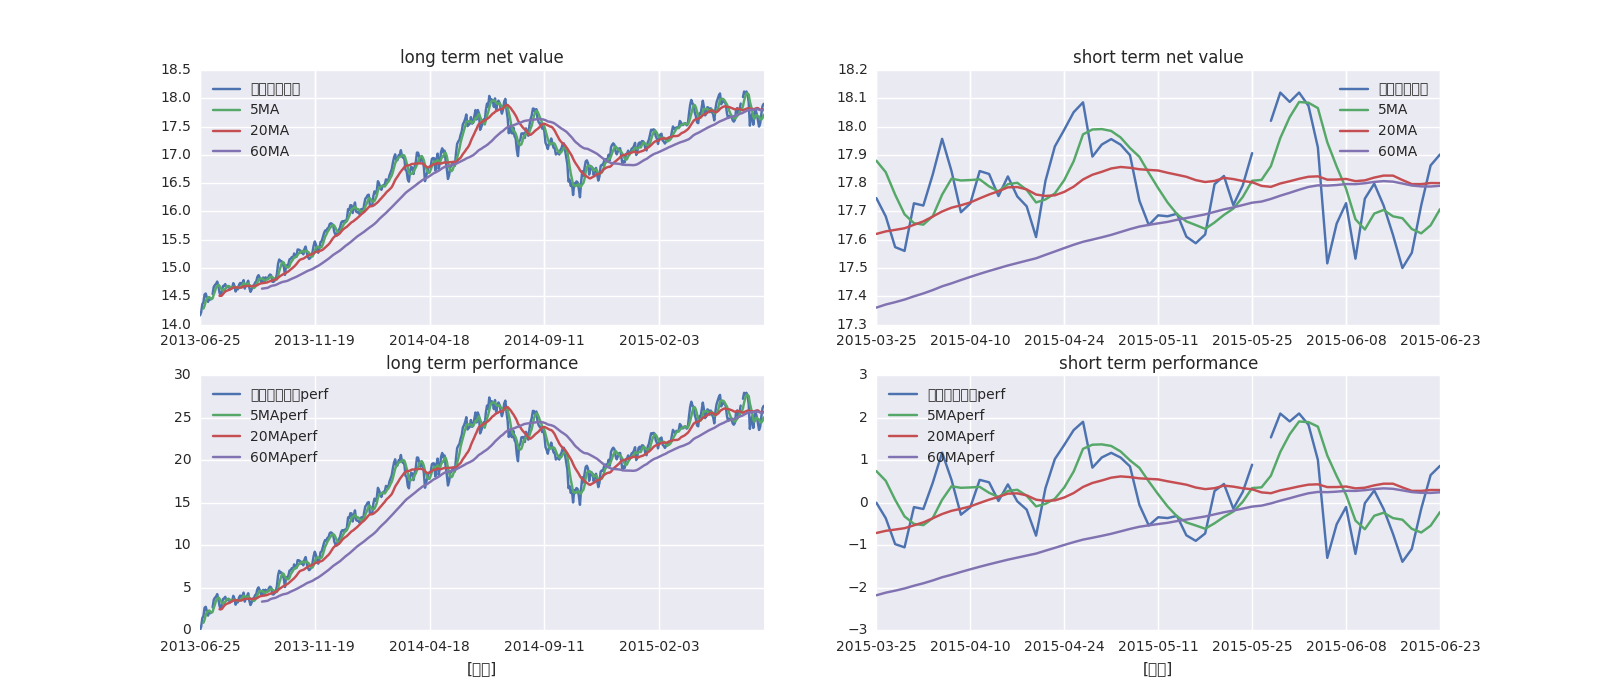 long term net value
18.5
18.0
17.5
17.0
16.5
16.0
15.5
15.0
14.5
14.0
5MA
20MA
60MA
2013-06-25 2013-11-19 2014-04-18 2014-09-11 2015-02-03
short term net value
18.2
18.1
18.0
17.9
17.8
17.7
17.6
17.5
17.4
17.3
5MA
20MA
60MA
2015-03-25 2015-04-10 2015-04-24 2015-05-11 2015-05-25 2015-06-08 2015-06-23
long term performance
30
25
20
15
10
5
0
perf
5MAperf
20MAperf
60MAperf
2013-06-25 2013-11-19 2014-04-18 2014-09-11 2015-02-03
short term performance
3
2
1
0
−1
−2
−3
perf
5MAperf
20MAperf
60MAperf
2015-03-25 2015-04-10 2015-04-24 2015-05-11 2015-05-25 2015-06-08 2015-06-23